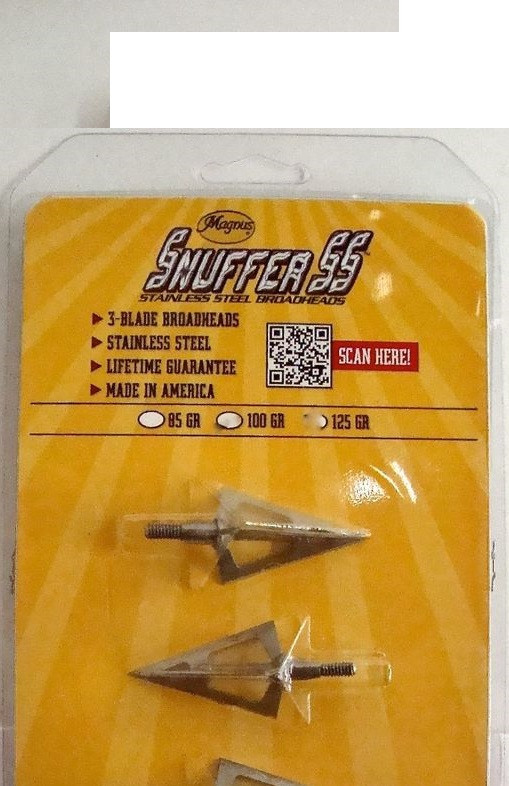 Magnus
SNUFFER SS
STAINLESS STEEL BROADHEADS
3-BLADE BROADHEADS
STAINLESS STEEL
LIFETIME GUARANTEE
MADE IN AMERICA
SCAN HERE!
85 GR 100 GR 125 GR